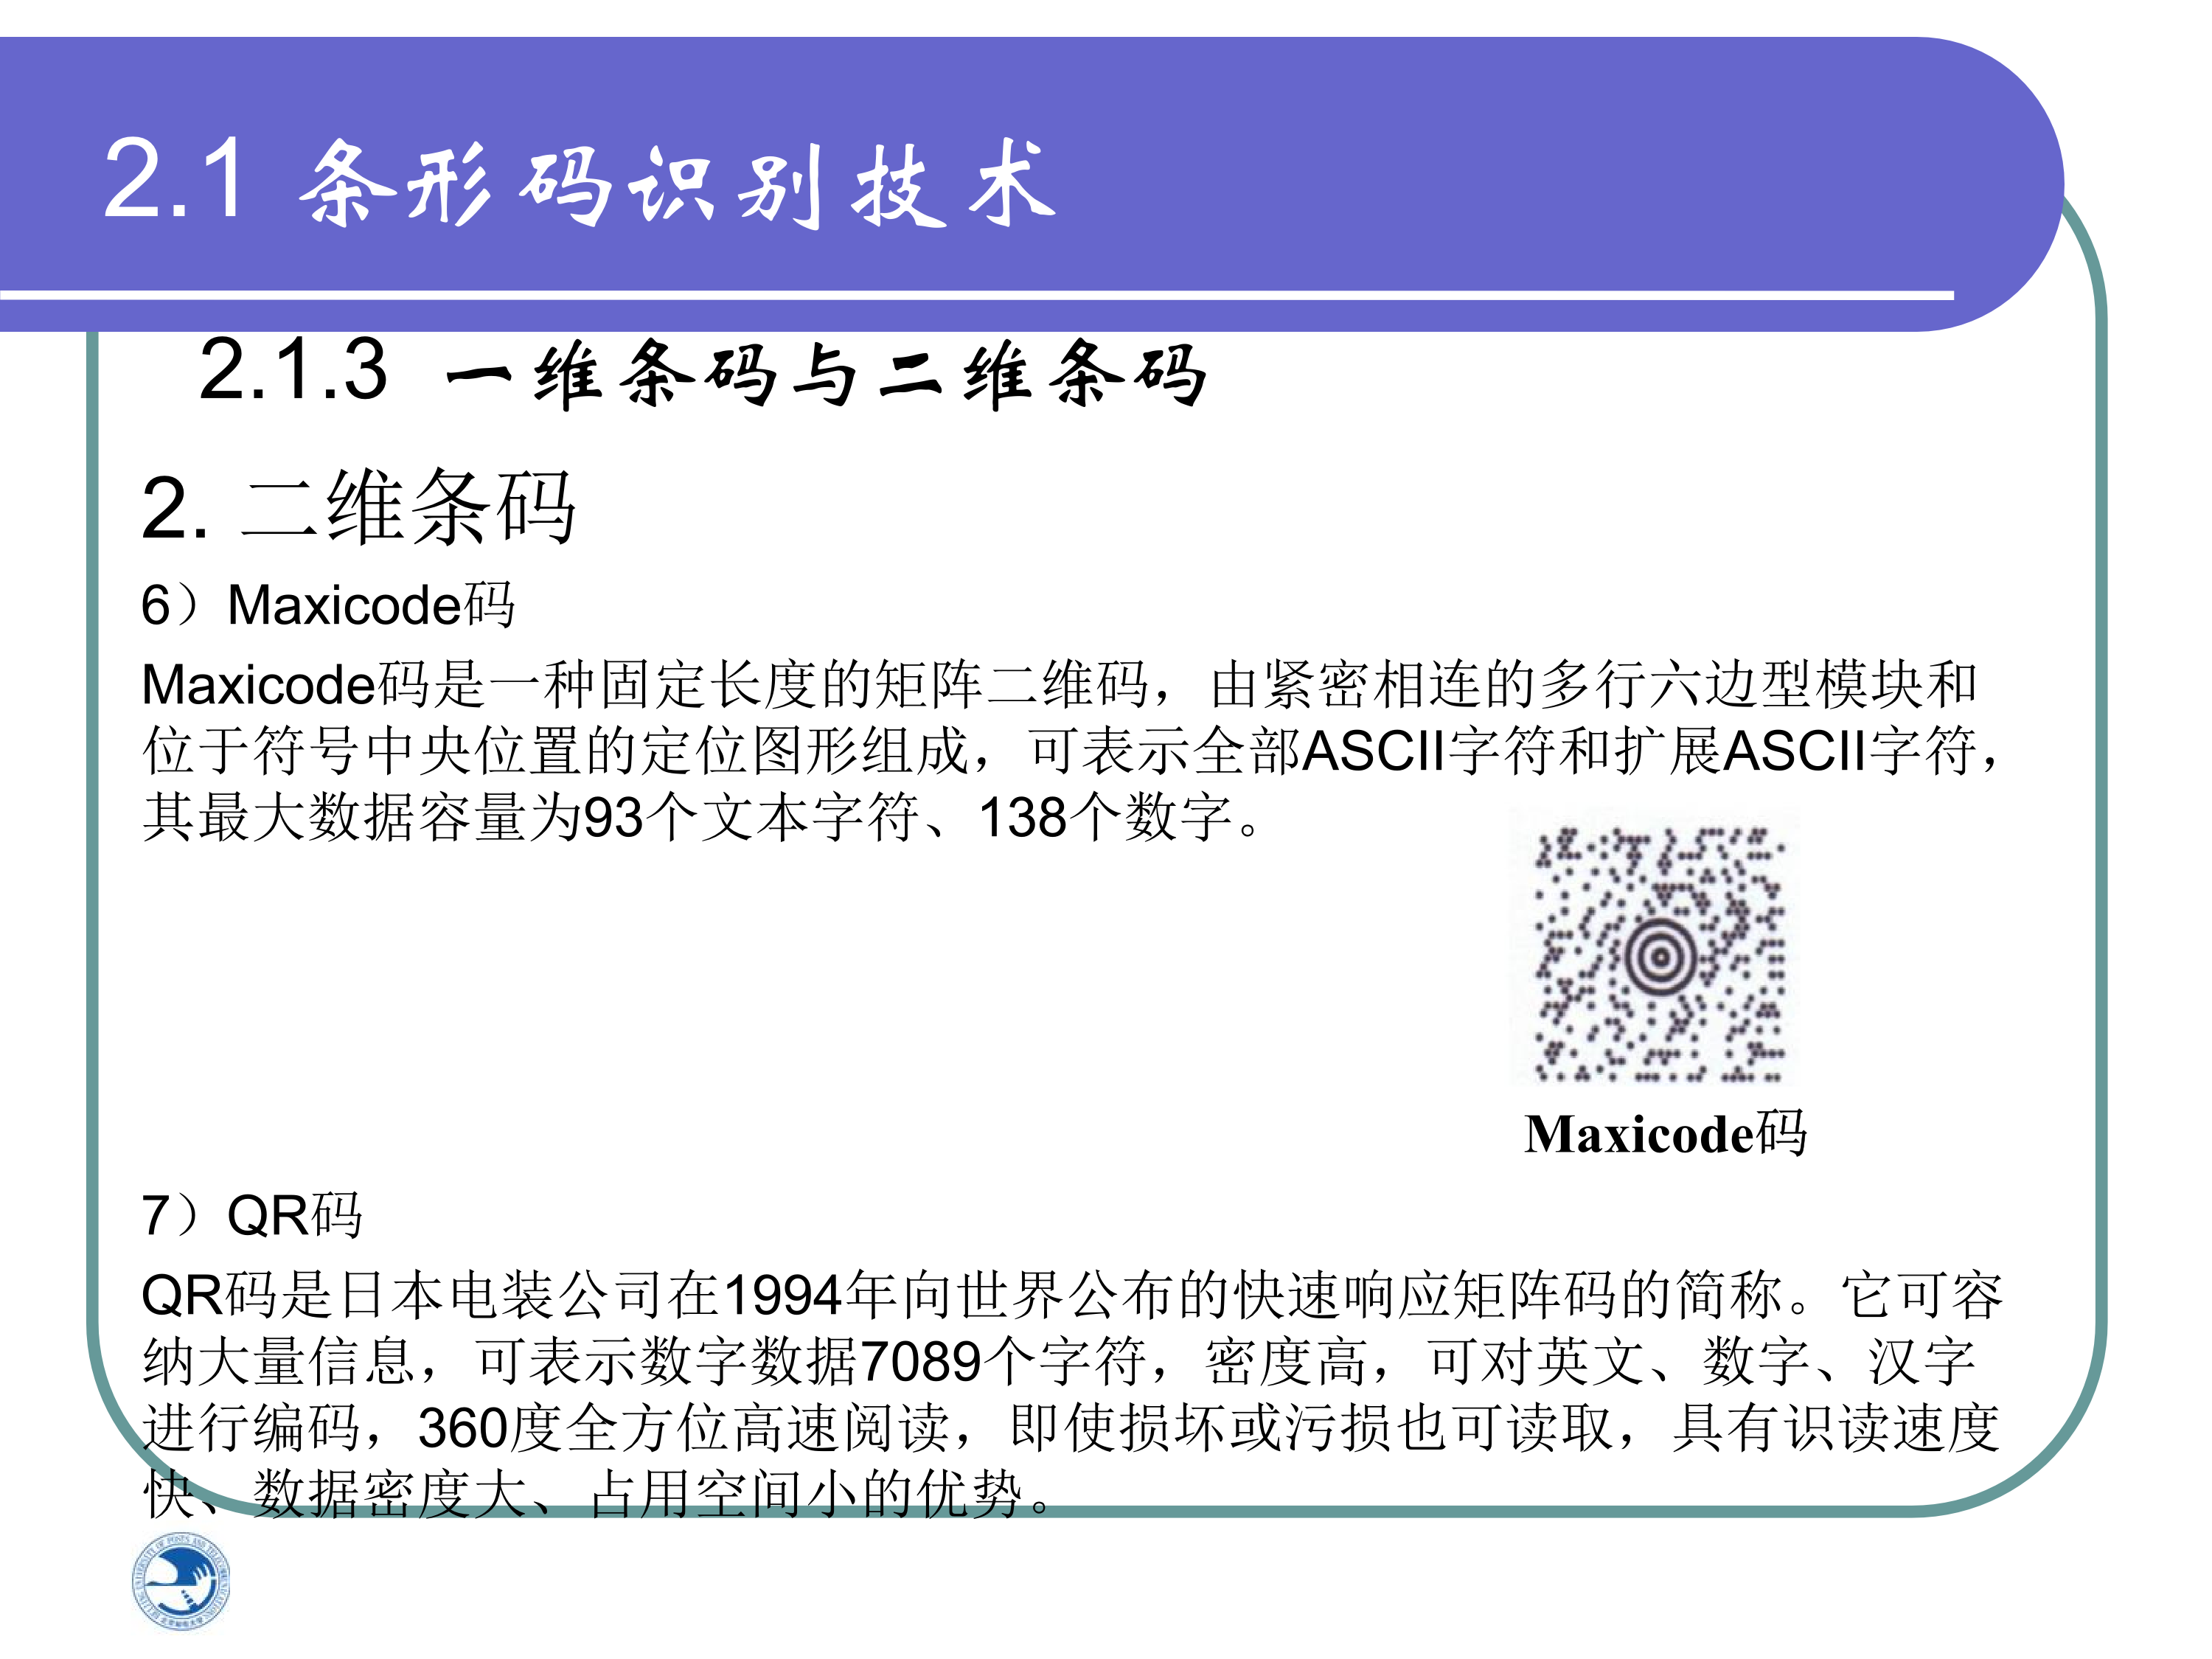 2.1 条形码识别技术
2.1.3 一维条码与二维条码
2. 二维条码
6）Maxicode码
Maxicode码是一种固定长度的矩阵二维码，由紧密相连的多行六边型模块和
位于符号中央位置的定位图形组成，可表示全部ASCII字符和扩展ASCII字符，
其最大数据容量为93个文本字符、138个数字。
Maxicode码
7）QR码
QR码是日本电装公司在1994年向世界公布的快速响应矩阵码的简称。它可容
纳大量信息，可表示数字数据7089个字符，密度高，可对英文、数字、汉字
进行编码，360度全方位高速阅读，即使损坏或污损也可读取，具有识读速度
快、数据密度大、占用空间小的优势。